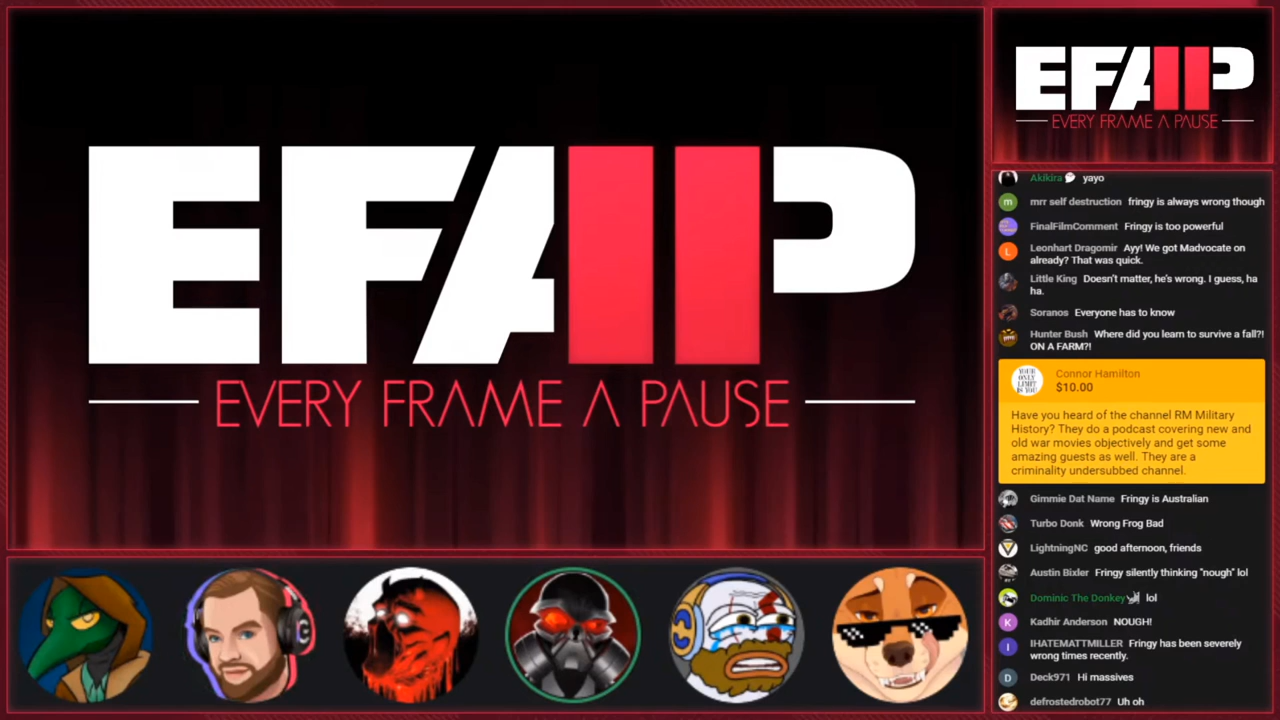 EFAP
EVERY FRAME A PAUSE
EFAP
EVERY FRAME A PAUSE
Akikira yayo
mrr self destruction fringy is always wrong though
FinalFilmComment Fringy is too powerful
Leonhart Dragomir Ayy! We got Madvocate on
already? That was quick.
Little King Doesn't matter, he's wrong. I guess, ha
ha.
Soranos Everyone has to know
Hunter Bush Where did you learn to survive a fall?!
ON A FARM?!
YOUR
ONLY
LIMIT
IS YOU
Connor Hamilton
$10.00
Have you heard of the channel RM Military
History? They do a podcast covering new and
old war movies objectively and get some
amazing guests as well. They are a
criminality undersubbed channel.
Gimmie Dat Name Fringy is Australian
Turbo Donk Wrong Frog Bad
LightningNC good afternoon, friends
Austin Bixler Fringy silently thinking "nough" lol
Dominic The Donkey lol
K
Kadhir Anderson NOUGH!
I
IHATEMATTMILLER Fringy has been severely
wrong times recently.
D
Deck971 Hi massives
defrostedrobot77 Uh oh